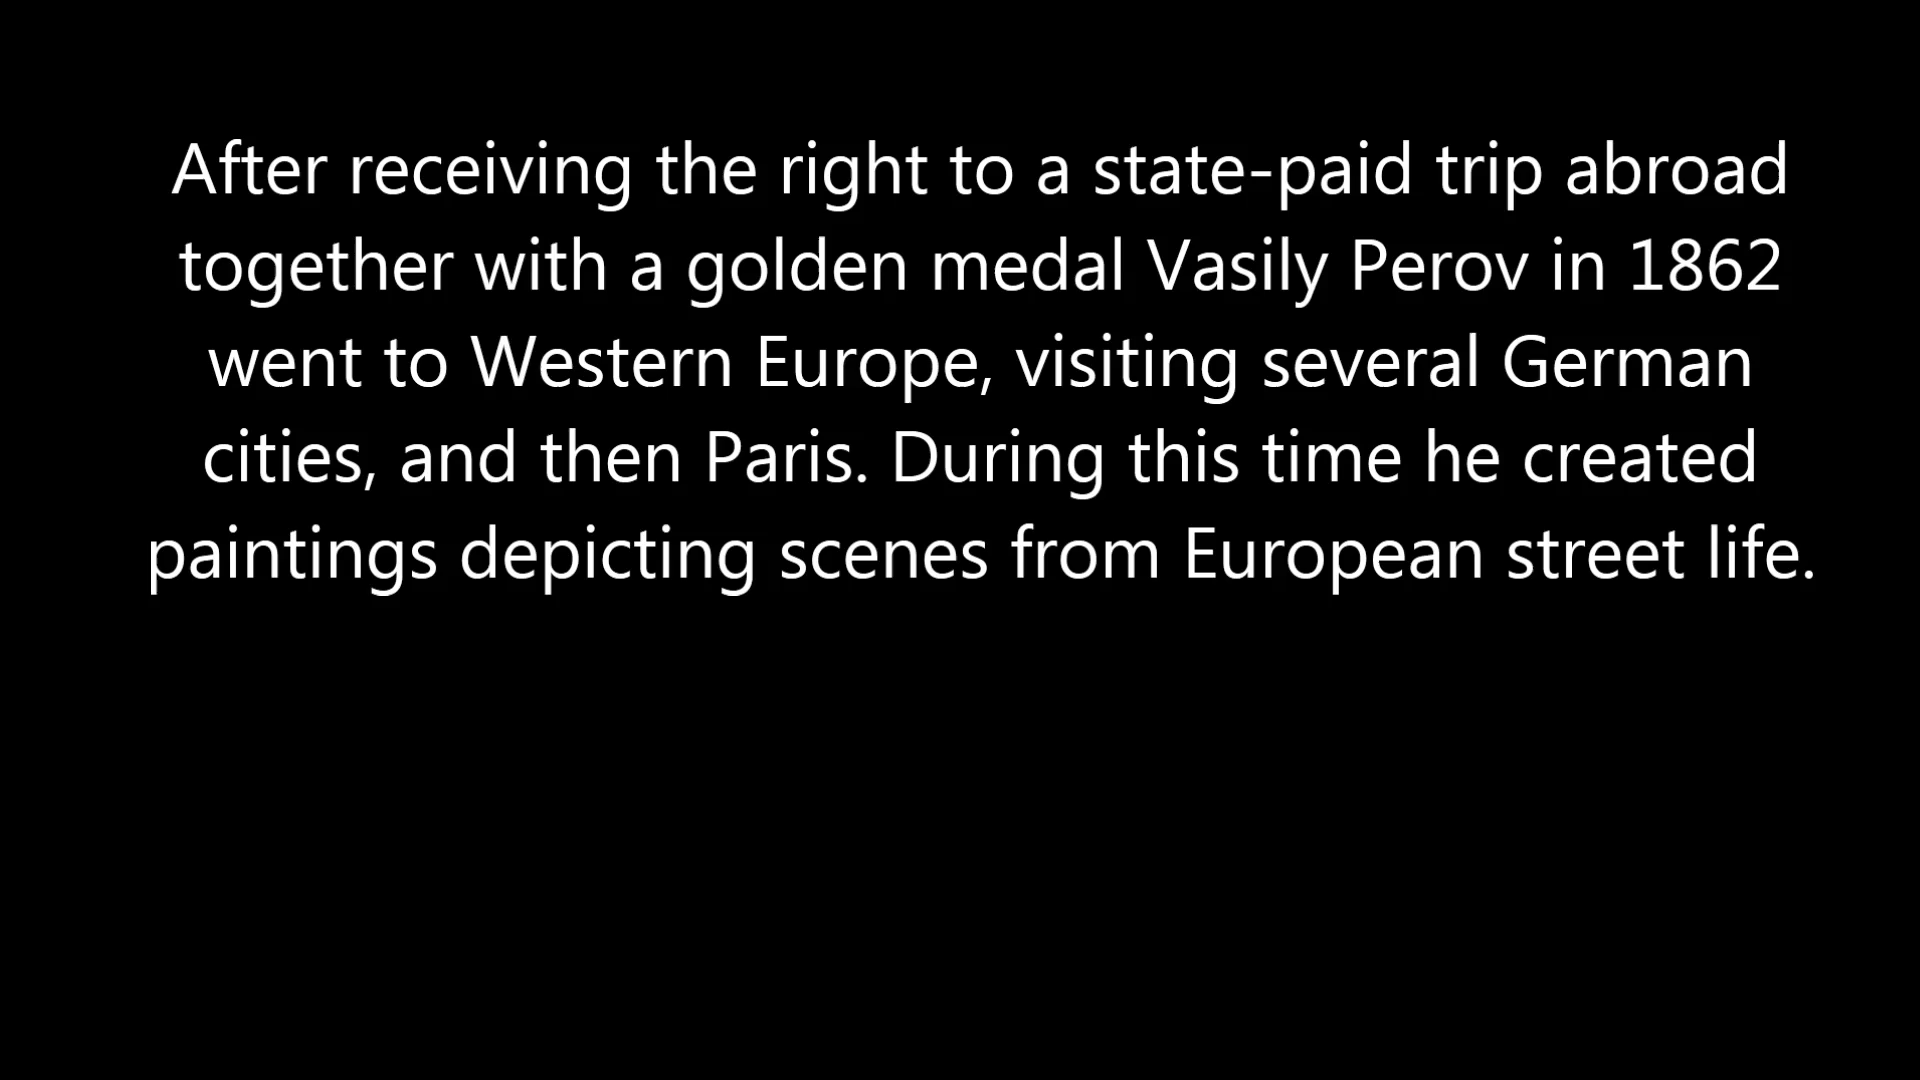 After receiving the right to a state-paid trip abroad
together with a golden medal Vasily Perov in 1862
went to Western Europe, visiting several German
cities, and then Paris. During this time he created
paintings depicting scenes from European street life.